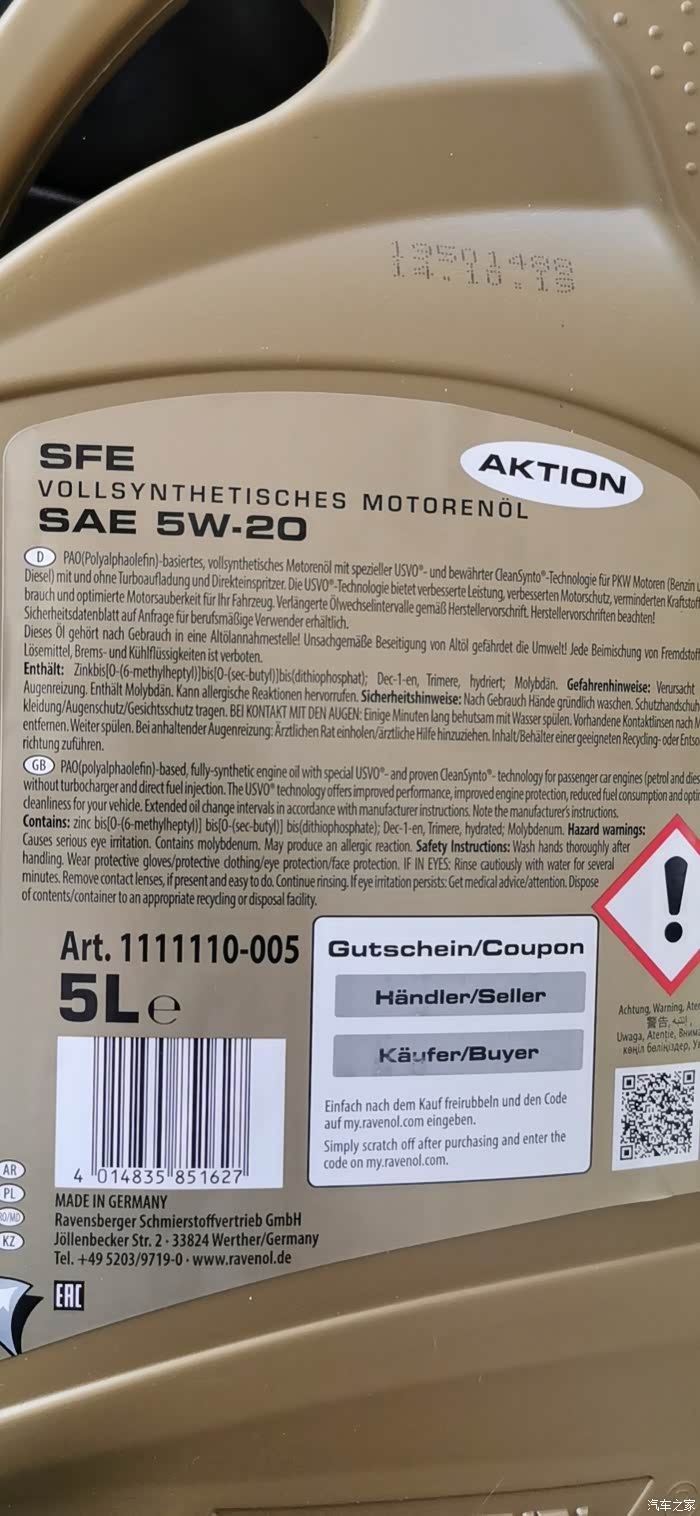 14.10.18
SFE
AKTION
VOLLSYNTHETISCHES MOTORENÖL
SAE 5W-20
D PAO(Polyalphaolefin)-basiertes, vollsynthetisches Motorenöl mit spezieller USVO®- und bewährter CleanSynto®-Technologie für PKW Motoren (Benzin
Diesel) mit und ohne Turboaufladung und Direkteinspritzer. Die USVO®-Technologie bietet verbesserte Leistung, verbesserten Motorschutz, verminderten Kraftstoff
brauch und optimierte Motorsauberkeit für Ihr Fahrzeug. Verlängerte Ölwechselintervalle gemäß Herstellervorschrift. Herstellervorschriften beachten!
Sicherheitsdatenblatt auf Anfrage für berufsmäßige Verwender erhältlich.
Dieses Öl gehört nach Gebrauch in eine Altölannahmestelle! Unsachgemäße Beseitigung von Altöl gefährdet die Umwelt! Jede Beimischung von Fremdstoff
Lösemittel, Brems- und Kühlflüssigkeiten ist verboten.
Enthält: Zinkbis[O-(6-methylheptyl)]bis[O-(sec-butyl)]bis(dithiophosphat); Dec-1-en, Trimere, hydriert; Molybdän. Gefahrenhinweise: Verursacht
Augenreizung. Enthält Molybdän. Kann allergische Reaktionen hervorrufen. Sicherheitshinweise: Nach Gebrauch Hände gründlich waschen. Schutzhandschuh
kleidung/Augenschutz/Gesichtsschutz tragen. BEI KONTAKT MIT DEN AUGEN: Einige Minuten lang behutsam mit Wasser spülen. Vorhandene Kontaktlinsen nach M
entfernen. Weiter spülen. Bei anhaltender Augenreizung: Ärztlichen Rat einholen/ärztliche Hilfe hinzuziehen. Inhalt/Behälter einer geeigneten Recycling- oder Entso
richtung zuführen.
GB PAO(polyalphaolefin)-based, fully-synthetic engine oil with special USVO®- and proven CleanSynto®- technology for passenger car engines (petrol and dies
without turbocharger and direct fuel injection. The USVO® technology offers improved performance, improved engine protection, reduced fuel consumption and opti
cleanliness for your vehicle. Extended oil change intervals in accordance with manufacturer instructions. Note the manufacturer's instructions.
Contains: zinc bis[O-(6-methylheptyl)] bis[O-(sec-butyl)] bis(dithiophosphate); Dec-1-en, Trimere, hydrated; Molybdenum. Hazard warnings:
Causes serious eye irritation. Contains molybdenum. May produce an allergic reaction. Safety Instructions: Wash hands thoroughly after
handling. Wear protective gloves/protective clothing/eye protection/face protection. IF IN EYES: Rinse cautiously with water for several
minutes. Remove contact lenses, if present and easy to do. Continue rinsing. If eye irritation persists: Get medical advice/attention. Dispose
of contents/container to an appropriate recycling or disposal facility.
Art. 1111110-005
5L e
Gutschein/Coupon
Händler/Seller
Käufer/Buyer
Einfach nach dem Kauf freirubbeln und den Code
auf my.ravenol.com eingeben.
Simply scratch off after purchasing and enter the
code on my.ravenol.com.
Achtung, Warning, Ate
警告,
Uwaga, Atenție, Внима
көңіл бөліңіздер, 
4 014835 851627
AR
PL
RO/MD
KZ
MADE IN GERMANY
Ravensberger Schmierstoffvertrieb GmbH
Jöllenbecker Str. 2 · 33824 Werther/Germany
Tel. +49 5203/9719-0 · www.ravenol.de
EAC
汽车之家